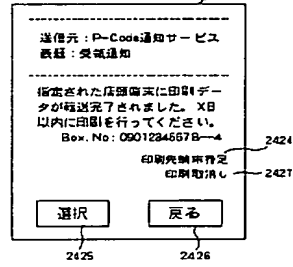 送信元：P-Code通知サービス
表題：受領通知
指定された店頭端末に印刷デー
タが転送完了されました。XB
以内に印刷を行ってください。
Box. No: 09012345678—4
印刷先端末指定 2424
印刷取消し 2427
選択 戻る
2425 2426